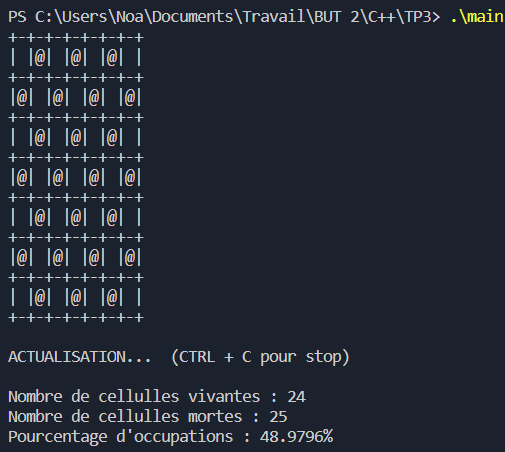 PS C:\Users\Noa\Documents\Travail\BUT 2\C++\TP3> .\main
+-+-+-+-+-+-+-+
| |@| |@| |@| |
+-+-+-+-+-+-+-+
|@| |@| |@| |@|
+-+-+-+-+-+-+-+
| |@| |@| |@| |
+-+-+-+-+-+-+-+
|@| |@| |@| |@|
+-+-+-+-+-+-+-+
| |@| |@| |@| |
+-+-+-+-+-+-+-+
|@| |@| |@| |@|
+-+-+-+-+-+-+-+
| |@| |@| |@| |
+-+-+-+-+-+-+-+
ACTUALISATION...  (CTRL + C pour stop)
Nombre de cellulles vivantes : 24
Nombre de cellules mortes : 25
Pourcentage d'occupations : 48.9796%